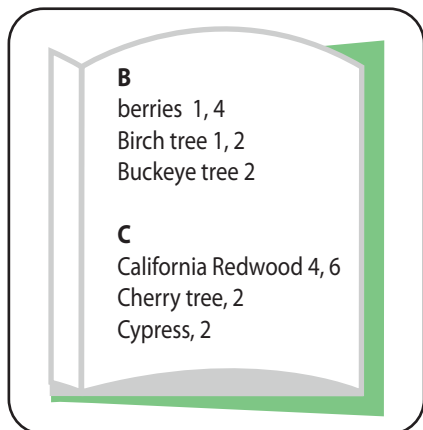 B
berries 1, 4
Birch tree 1, 2
Buckeye tree 2
C
California Redwood 4, 6
Cherry tree, 2
Cypress, 2